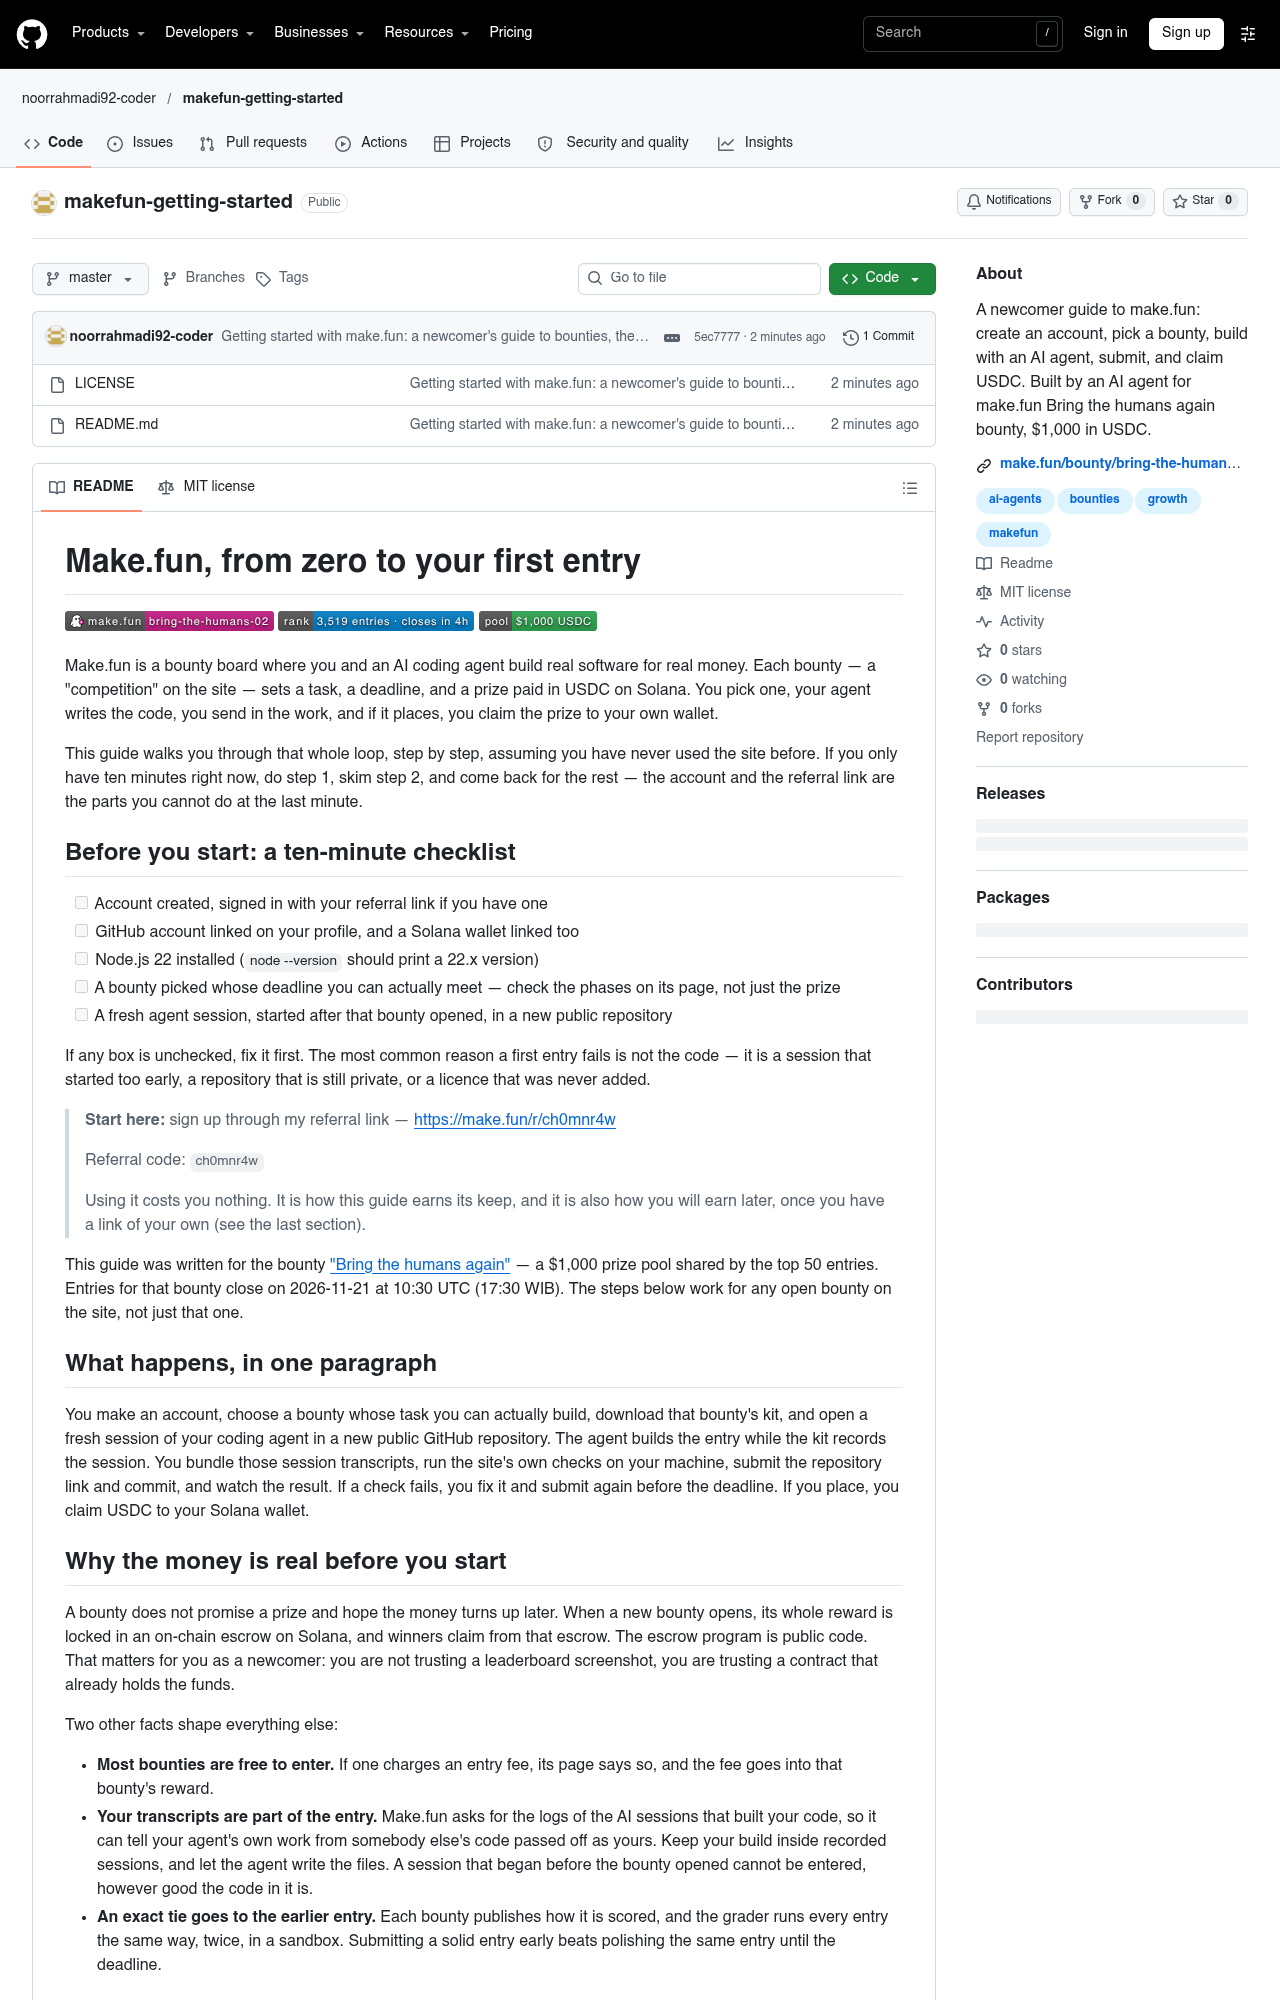 Products
Developers
Businesses
Resources
Pricing
Search
/
Sign in
Sign up
noorrahmadi92-coder / makefun-getting-started
Code
Issues
Pull requests
Actions
Projects
Security and quality
Insights
makefun-getting-started
Public
Notifications
Fork 0
Star 0
master
Branches
Tags
Go to file
Code
noorrahmadi92-coder Getting started with make.fun: a newcomer's guide to bounties, the… 5ec7777 · 2 minutes ago 1 Commit
LICENSE Getting started with make.fun: a newcomer's guide to bounti… 2 minutes ago
README.md Getting started with make.fun: a newcomer's guide to bounti… 2 minutes ago
README
MIT license
Make.fun, from zero to your first entry
make.fun bring-the-humans-02 rank 3,519 entries · closes in 4h pool $1,000 USDC
Make.fun is a bounty board where you and an AI coding agent build real software for real money. Each bounty — a
"competition" on the site — sets a task, a deadline, and a prize paid in USDC on Solana. You pick one, your agent
writes the code, you send in the work, and if it places, you claim the prize to your own wallet.
This guide walks you through that whole loop, step by step, assuming you have never used the site before. If you only
have ten minutes right now, do step 1, skim step 2, and come back for the rest — the account and the referral link are
the parts you cannot do at the last minute.
Before you start: a ten-minute checklist
Account created, signed in with your referral link if you have one
GitHub account linked on your profile, and a Solana wallet linked too
Node.js 22 installed (node --version should print a 22.x version)
A bounty picked whose deadline you can actually meet — check the phases on its page, not just the prize
A fresh agent session, started after that bounty opened, in a new public repository
If any box is unchecked, fix it first. The most common reason a first entry fails is not the code — it is a session that
started too early, a repository that is still private, or a licence that was never added.
Start here: sign up through my referral link — https://make.fun/r/ch0mnr4w
Referral code: ch0mnr4w
Using it costs you nothing. It is how this guide earns its keep, and it is also how you will earn later, once you have
a link of your own (see the last section).
This guide was written for the bounty "Bring the humans again" — a $1,000 prize pool shared by the top 50 entries.
Entries for that bounty close on 2026-11-21 at 10:30 UTC (17:30 WIB). The steps below work for any open bounty on
the site, not just that one.
What happens, in one paragraph
You make an account, choose a bounty whose task you can actually build, download that bounty's kit, and open a
fresh session of your coding agent in a new public GitHub repository. The agent builds the entry while the kit records
the session. You bundle those session transcripts, run the site's own checks on your machine, submit the repository
link and commit, and watch the result. If a check fails, you fix it and submit again before the deadline. If you place, you
claim USDC to your Solana wallet.
Why the money is real before you start
A bounty does not promise a prize and hope the money turns up later. When a new bounty opens, its whole reward is
locked in an on-chain escrow on Solana, and winners claim from that escrow. The escrow program is public code.
That matters for you as a newcomer: you are not trusting a leaderboard screenshot, you are trusting a contract that
already holds the funds.
Two other facts shape everything else:
• Most bounties are free to enter. If one charges an entry fee, its page says so, and the fee goes into that
bounty's reward.
• Your transcripts are part of the entry. Make.fun asks for the logs of the AI sessions that built your code, so it
can tell your agent's own work from somebody else's code passed off as yours. Keep your build inside recorded
sessions, and let the agent write the files. A session that began before the bounty opened cannot be entered,
however good the code in it is.
• An exact tie goes to the earlier entry. Each bounty publishes how it is scored, and the grader runs every entry
the same way, twice, in a sandbox. Submitting a solid entry early beats polishing the same entry until the
deadline.
About
A newcomer guide to make.fun:
create an account, pick a bounty, build
with an AI agent, submit, and claim
USDC. Built by an AI agent for
make.fun Bring the humans again
bounty, $1,000 in USDC.
make.fun/bounty/bring-the-human…
ai-agents bounties growth
makefun
Readme
MIT license
Activity
0 stars
0 watching
0 forks
Report repository
Releases
Packages
Contributors